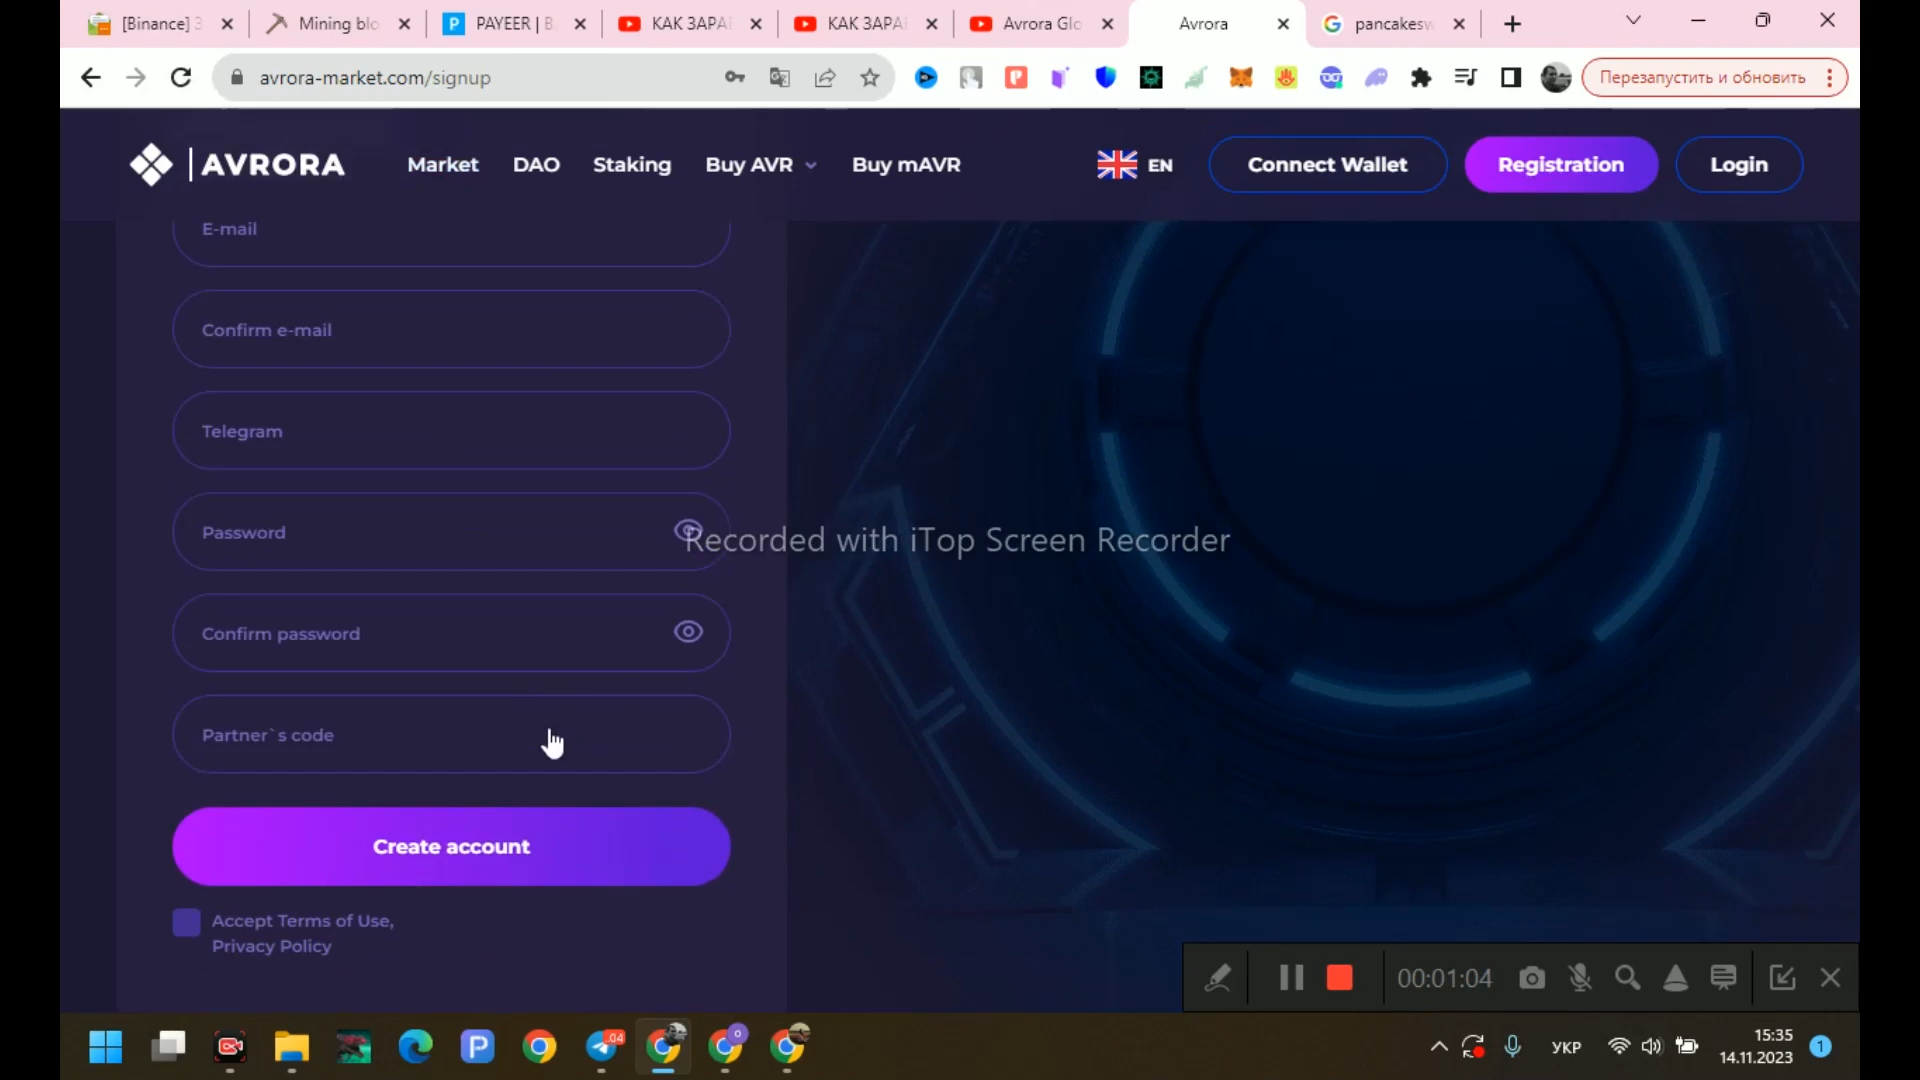 [Binance] З
Mining blo
PAYEER | B
КАК ЗАРА
КАК ЗАРА
Avrora Glo
Avrora
pancakesw
avrora-market.com/signup
Перезапустить и обновить
AVRORA
Market
DAO
Staking
Buy AVR
Buy mAVR
EN
Connect Wallet
Registration
Login
E-mail
Confirm e-mail
Telegram
Password
Recorded with iTop Screen Recorder
Confirm password
Partner`s code
Create account
Accept Terms of Use,
Privacy Policy
00:01:04
.04
УКР
15:35
14.11.2023
1